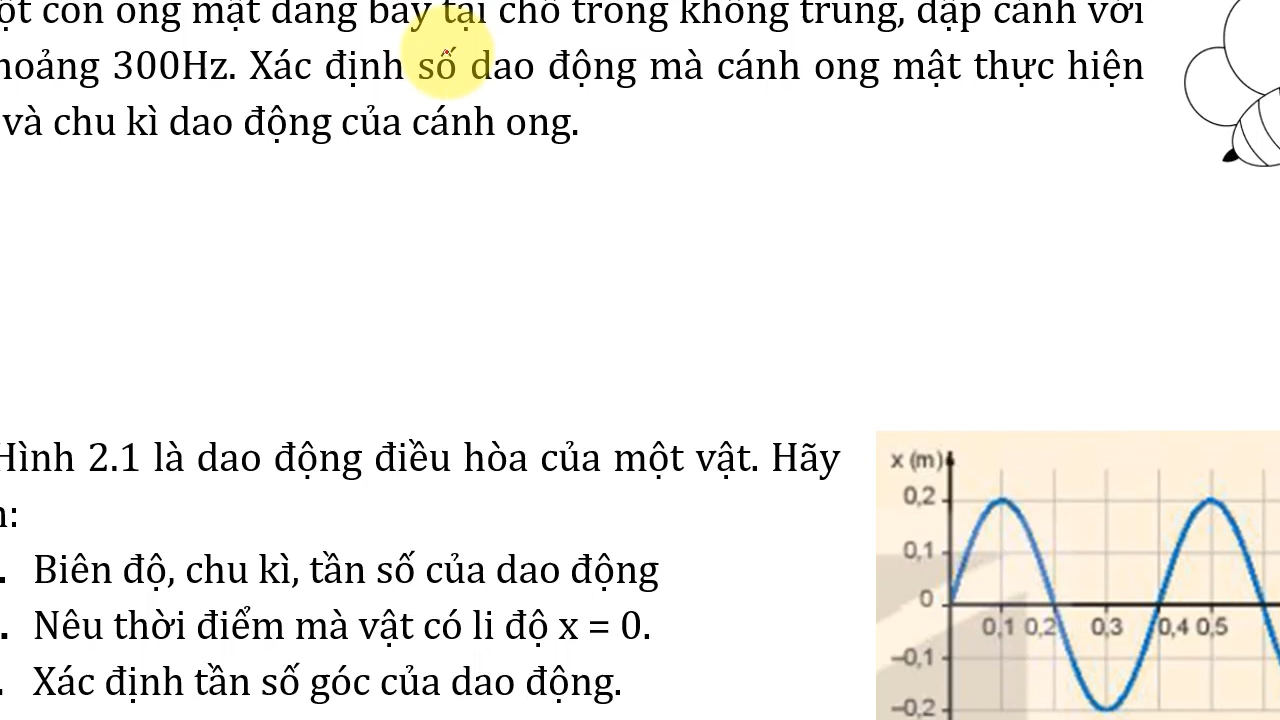 ột con ong mật đang bay tại chỗ trong không trung, đập cánh với
hoảng 300Hz. Xác định số dao động mà cánh ong mật thực hiện
và chu kì dao động của cánh ong.
Hình 2.1 là dao động điều hòa của một vật. Hãy
n:
. Biên độ, chu kì, tần số của dao động
. Nêu thời điểm mà vật có li độ x = 0.
. Xác định tần số góc của dao động.
x (m)
0,2
0,1
0
0,1 0,2 0,3 0,4 0,5
–0,1
–0,2